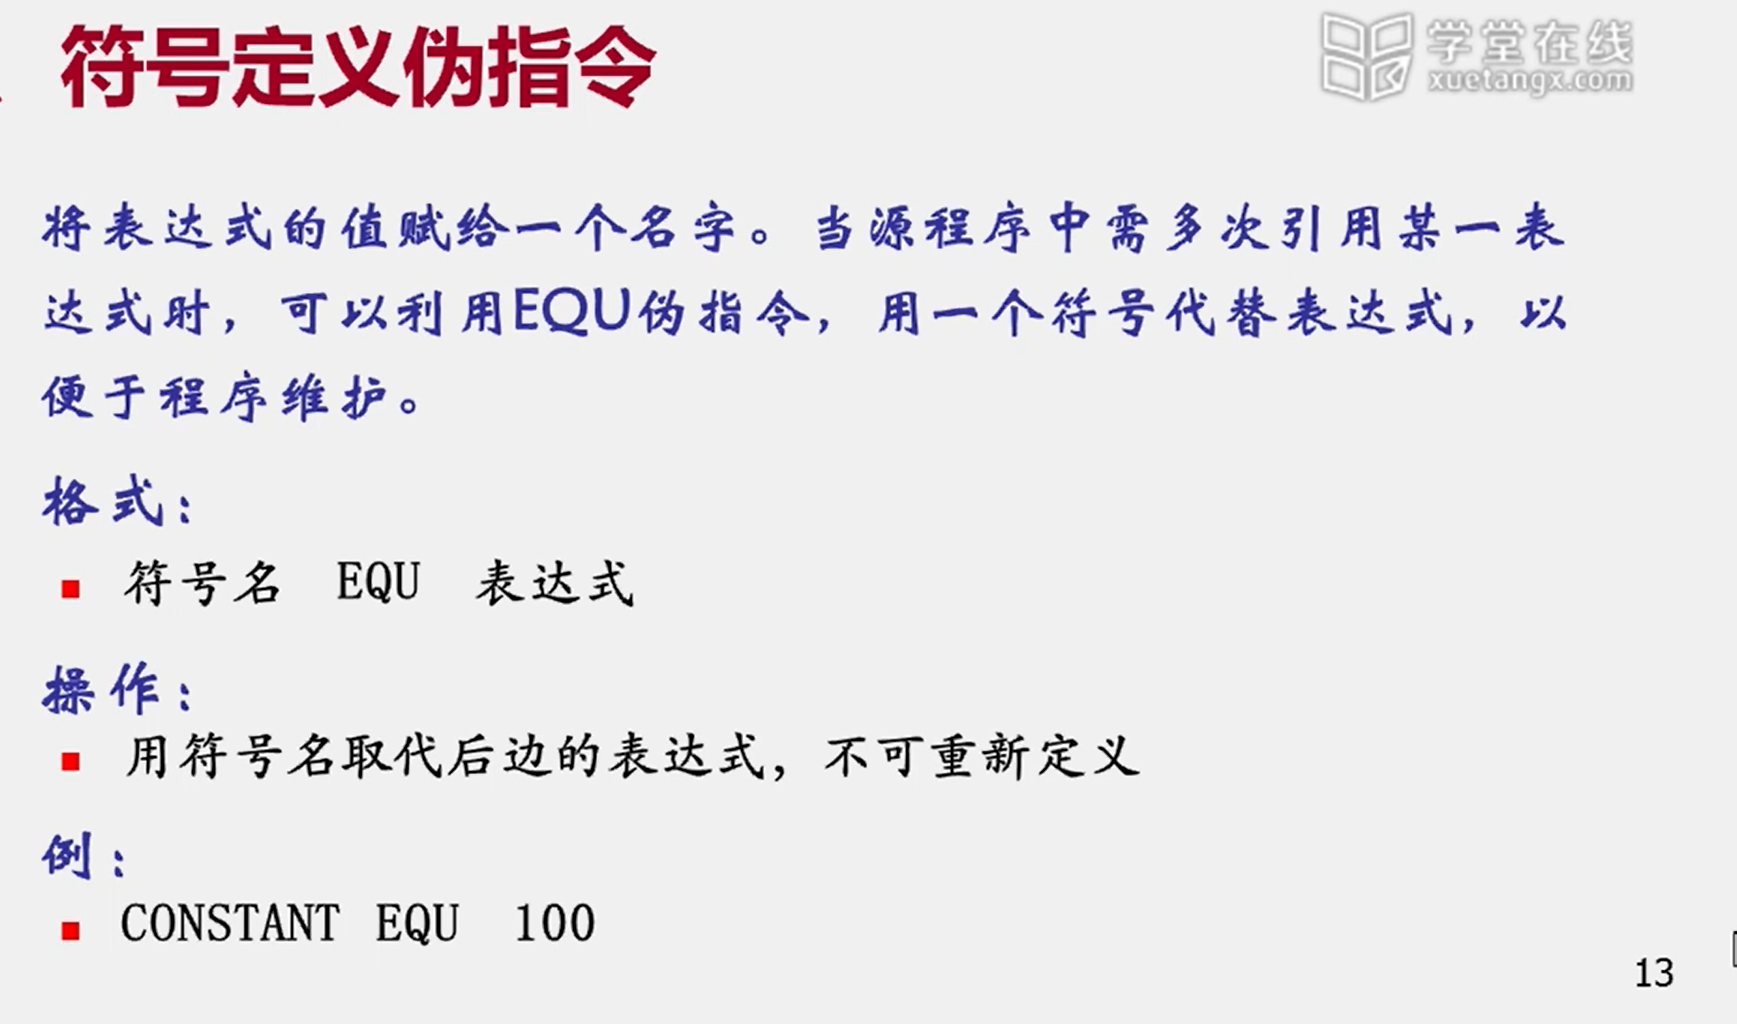 符号定义伪指令
学堂在线
xuetangx.com
将表达式的值赋给一个名字。当源程序中需多次引用某一表
达式时，可以利用EQU伪指令，用一个符号代替表达式，以
便于程序维护。
格式：
符号名 EQU 表达式
操作：
用符号名取代后边的表达式，不可重新定义
例：
CONSTANT EQU 100
13